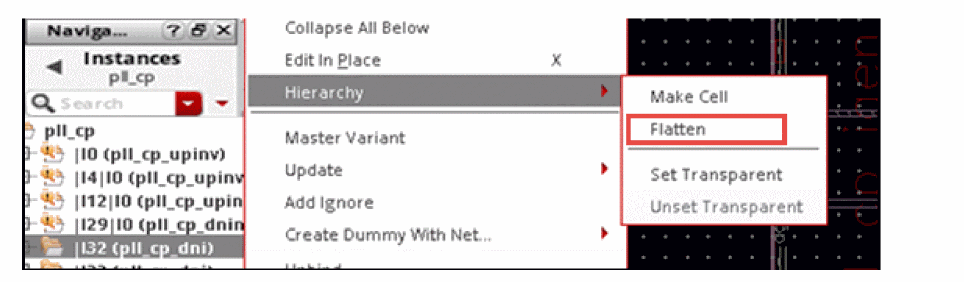 Naviga...
Instances
pll_cp
Search
pll_cp
|I0 (pll_cp_upinv)
|I4|I0 (pll_cp_upinv
|I12|I0 (pll_cp_upin
|I29|I0 (pll_cp_dnin
|I32 (pll_cp_dni)
Collapse All Below
Edit In Place X
Hierarchy
Master Variant
Update
Add Ignore
Create Dummy With Net...
Make Cell
Flatten
Set Transparent
Unset Transparent